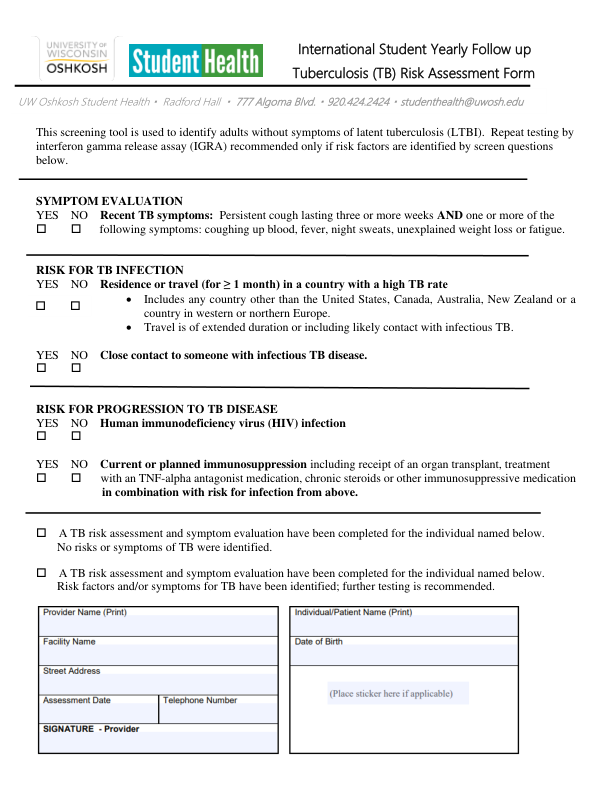 UNIVERSITY OF
WISCONSIN
OSHKOSH
Student Health
International Student Yearly Follow up
Tuberculosis (TB) Risk Assessment Form
UW Oshkosh Student Health • Radford Hall • 777 Algoma Blvd. • 920.424.2424 • studenthealth@uwosh.edu
This screening tool is used to identify adults without symptoms of latent tuberculosis (LTBI). Repeat testing by
interferon gamma release assay (IGRA) recommended only if risk factors are identified by screen questions
below.
SYMPTOM EVALUATION
YES NO Recent TB symptoms: Persistent cough lasting three or more weeks AND one or more of the
☐ ☐ following symptoms: coughing up blood, fever, night sweats, unexplained weight loss or fatigue.
RISK FOR TB INFECTION
YES NO Residence or travel (for ≥ 1 month) in a country with a high TB rate
☐ ☐ • Includes any country other than the United States, Canada, Australia, New Zealand or a
country in western or northern Europe.
• Travel is of extended duration or including likely contact with infectious TB.
YES NO Close contact to someone with infectious TB disease.
☐ ☐
RISK FOR PROGRESSION TO TB DISEASE
YES NO Human immunodeficiency virus (HIV) infection
☐ ☐
YES NO Current or planned immunosuppression including receipt of an organ transplant, treatment
☐ ☐ with an TNF-alpha antagonist medication, chronic steroids or other immunosuppressive medication
in combination with risk for infection from above.
☐ A TB risk assessment and symptom evaluation have been completed for the individual named below.
No risks or symptoms of TB were identified.
☐ A TB risk assessment and symptom evaluation have been completed for the individual named below.
Risk factors and/or symptoms for TB have been identified; further testing is recommended.
Provider Name (Print)
Facility Name
Street Address
Assessment Date Telephone Number
SIGNATURE - Provider
Individual/Patient Name (Print)
Date of Birth
(Place sticker here if applicable)